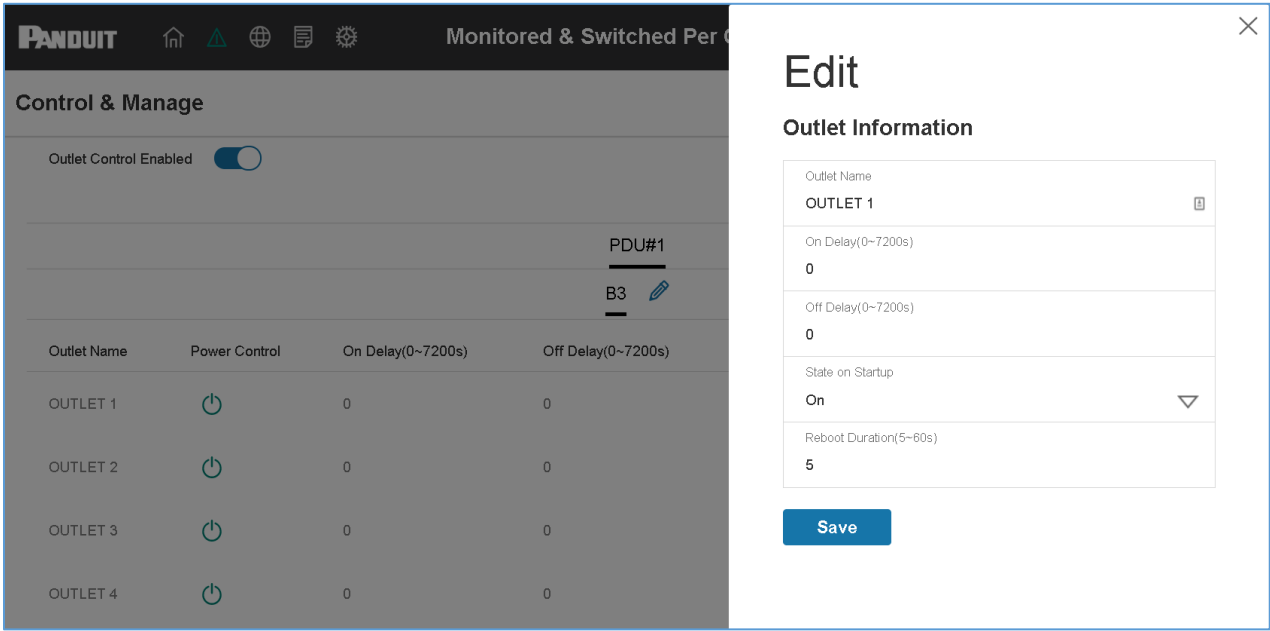 PANDUIT
Monitored & Switched Per
Control & Manage
Outlet Control Enabled
PDU#1
B3
Outlet Name Power Control On Delay(0~7200s) Off Delay(0~7200s)
OUTLET 1 0 0
OUTLET 2 0 0
OUTLET 3 0 0
OUTLET 4 0 0
Edit
Outlet Information
Outlet Name
OUTLET 1
On Delay(0~7200s)
0
Off Delay(0~7200s)
0
State on Startup
On
Reboot Duration(5~60s)
5
Save